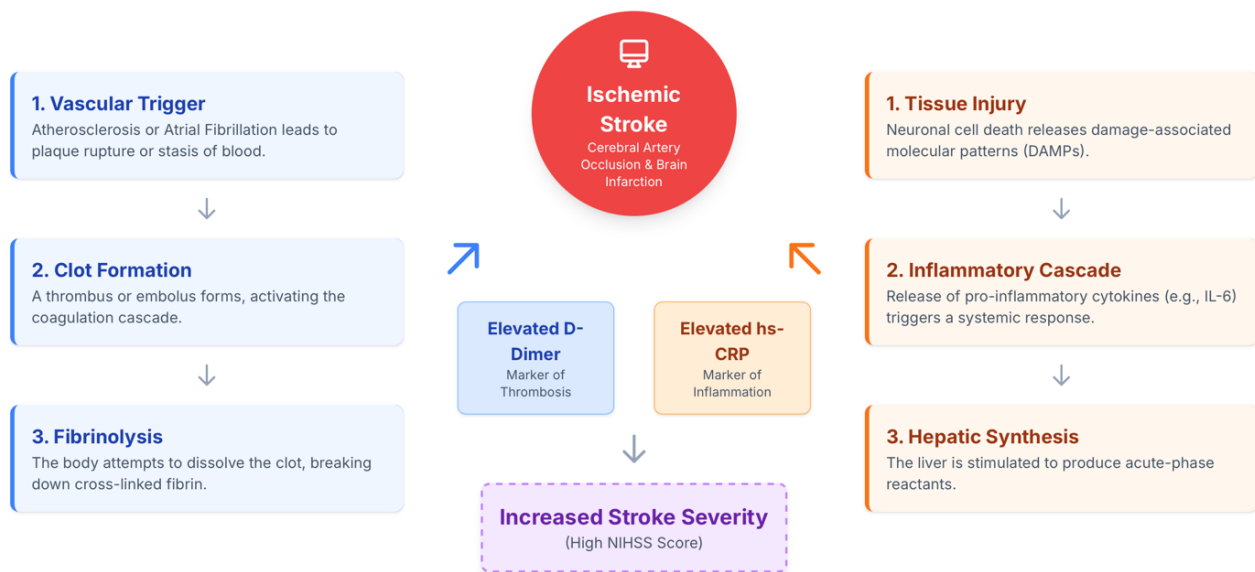 1. Vascular Trigger
Atherosclerosis or Atrial Fibrillation leads to
plaque rupture or stasis of blood.
2. Clot Formation
A thrombus or embolus forms, activating the
coagulation cascade.
3. Fibrinolysis
The body attempts to dissolve the clot, breaking
down cross-linked fibrin.
Ischemic
Stroke
Cerebral Artery
Occlusion & Brain
Infarction
Elevated D-
Dimer
Marker of
Thrombosis
Elevated hs-
CRP
Marker of
Inflammation
Increased Stroke Severity
(High NIHSS Score)
1. Tissue Injury
Neuronal cell death releases damage-associated
molecular patterns (DAMPs).
2. Inflammatory Cascade
Release of pro-inflammatory cytokines (e.g., IL-6)
triggers a systemic response.
3. Hepatic Synthesis
The liver is stimulated to produce acute-phase
reactants.